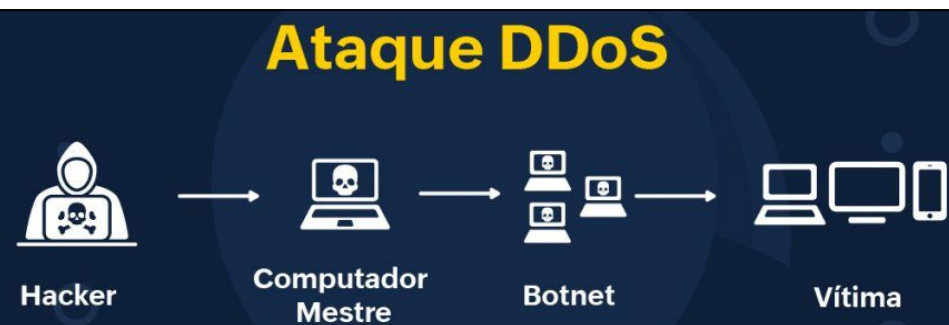 Ataque DDoS
Hacker
Computador
Mestre
Botnet
Vítima